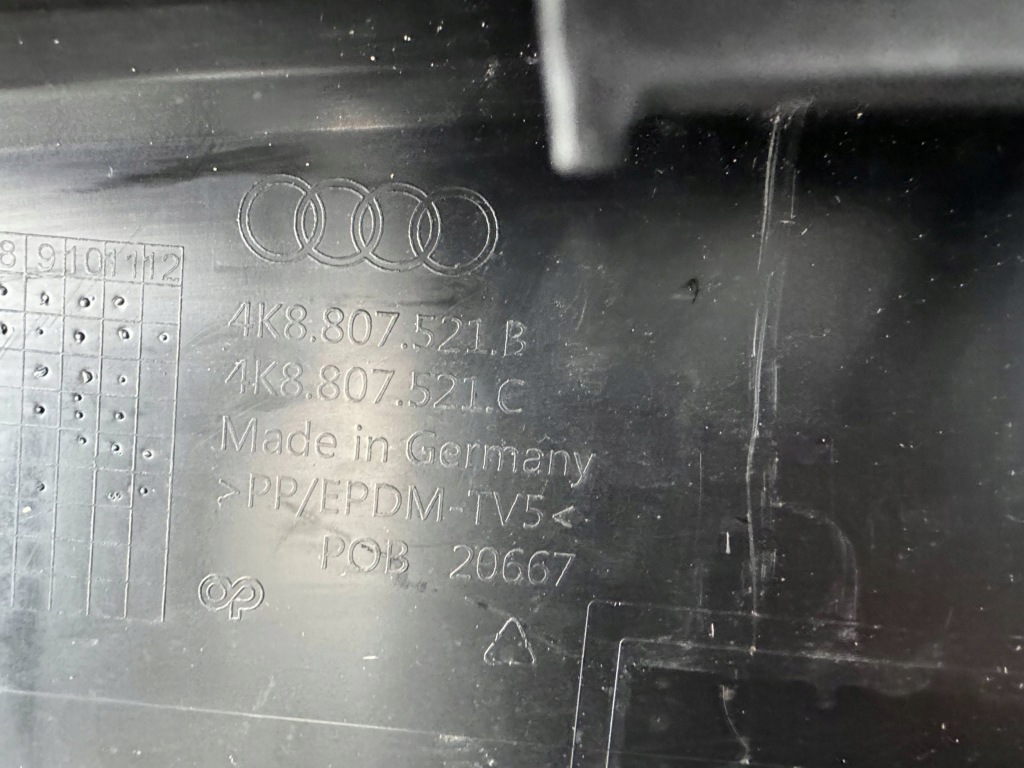 8 9 10 11 12
4K8.807.521.B
4K8.807.521.C
Made in Germany
>PP/EPDM-TV5<
POB 20667
op